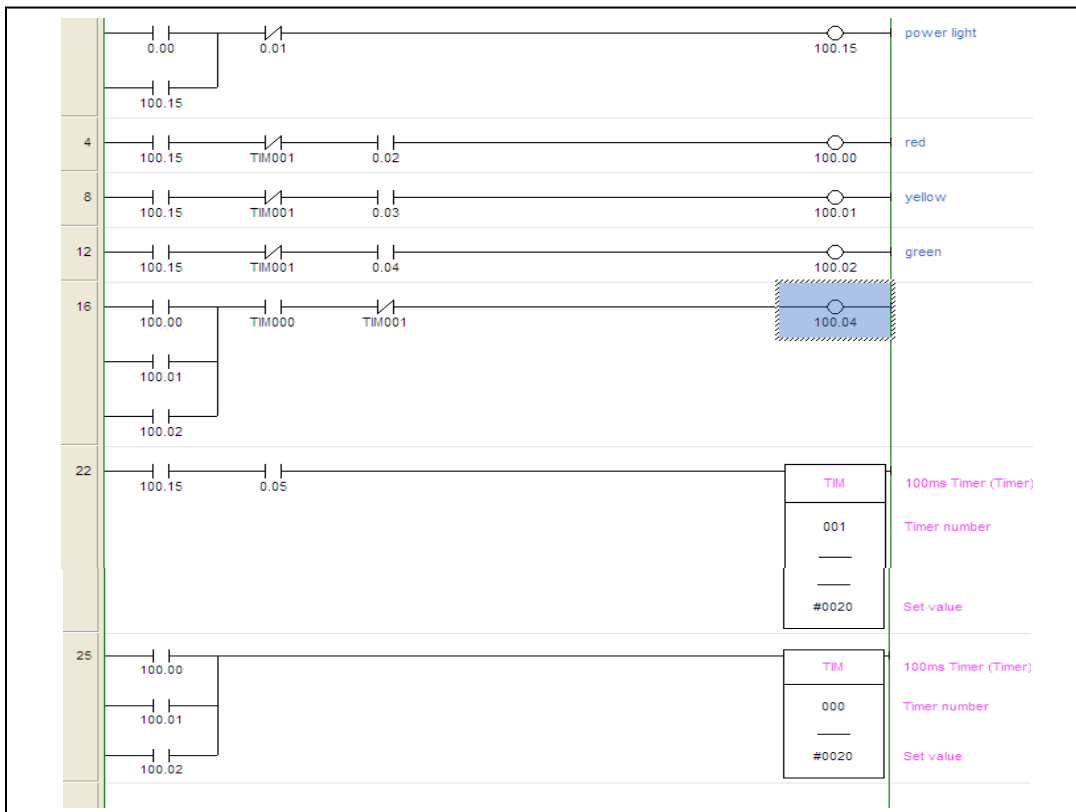 0.00 0.01 100.15 power light
100.15
4
100.15 TIM001 0.02 100.00 red
8
100.15 TIM001 0.03 100.01 yellow
12
100.15 TIM001 0.04 100.02 green
16
100.00 TIM000 TIM001 100.04
100.01
100.02
22
100.15 0.05 TIM 100ms Timer (Timer)
001 Timer number
#0020 Set value
25
100.00 TIM 100ms Timer (Timer)
100.01 000 Timer number
100.02 #0020 Set value